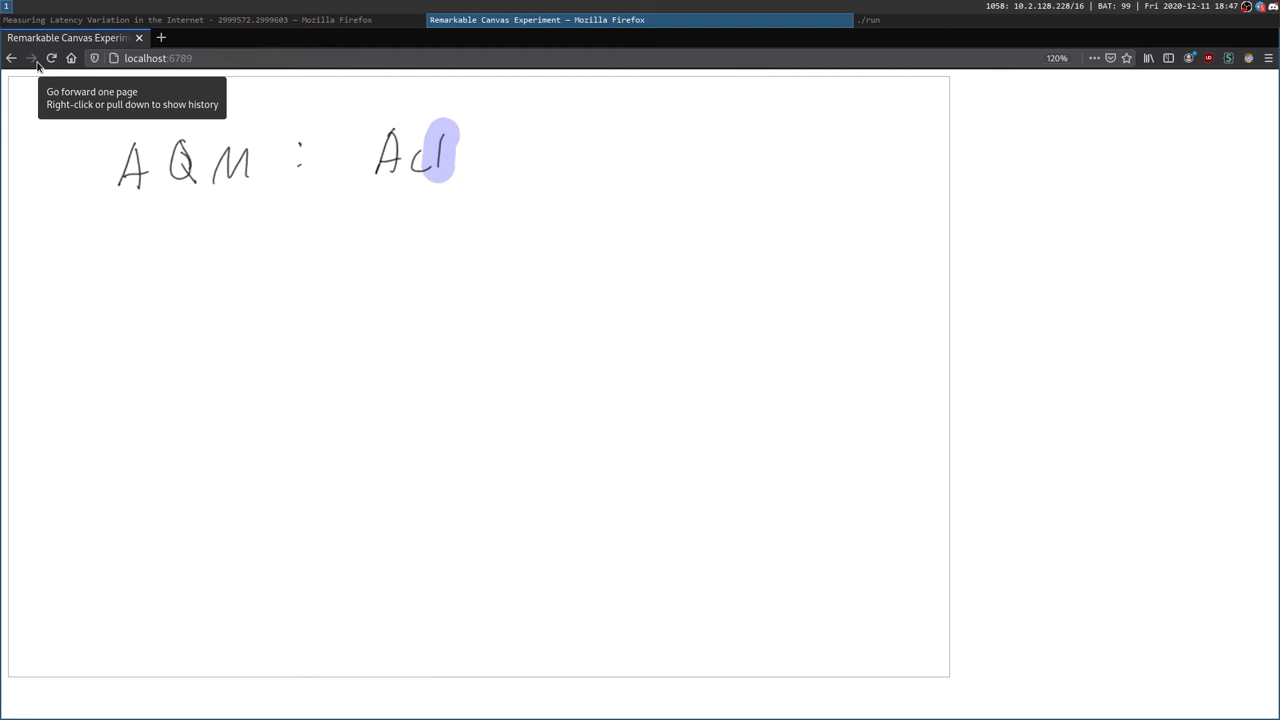 1
1058: 10.2.128.228/16 | BAT: 99 | Fri 2020-12-11 18:47
Measuring Latency Variation in the Internet - 2999572.2999603 — Mozilla Firefox
Remarkable Canvas Experiment — Mozilla Firefox
./run
Remarkable Canvas Experim
localhost:6789
120%
Go forward one page
Right-click or pull down to show history
AQM : Ac